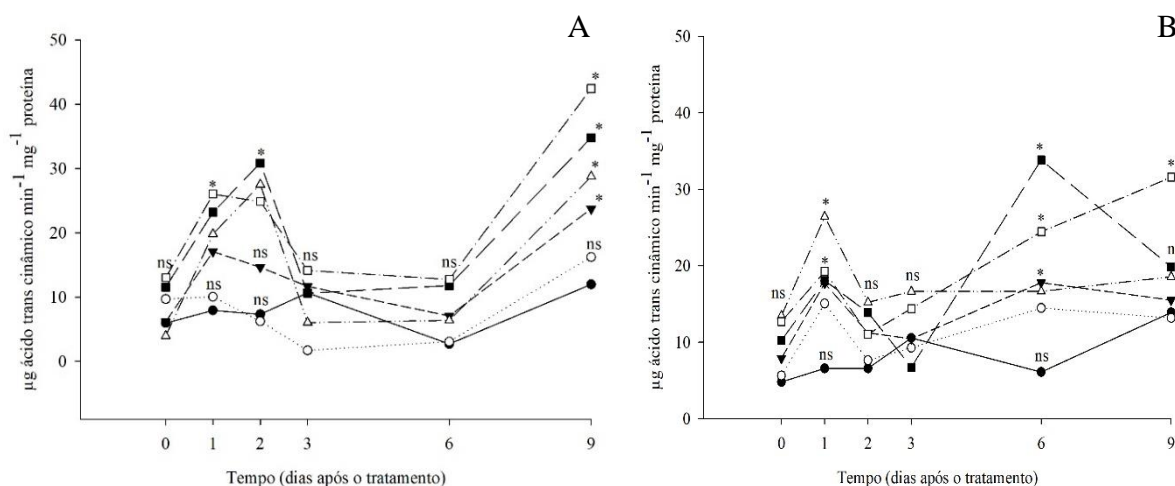 A
50
40
30
20
10
0
µg ácido trans cinâmico min⁻¹ mg⁻¹ proteína
ns
*
ns
*
ns
ns
ns
ns
*
*
*
*
ns
0 1 2 3 6 9
Tempo (dias após o tratamento)
B
50
40
30
20
10
0
µg ácido trans cinâmico min⁻¹ mg⁻¹ proteína
ns
*
*
ns
ns
ns
*
*
*
ns
*
n
0 1 2 3 6 9
Tempo (dias após o tratamento)